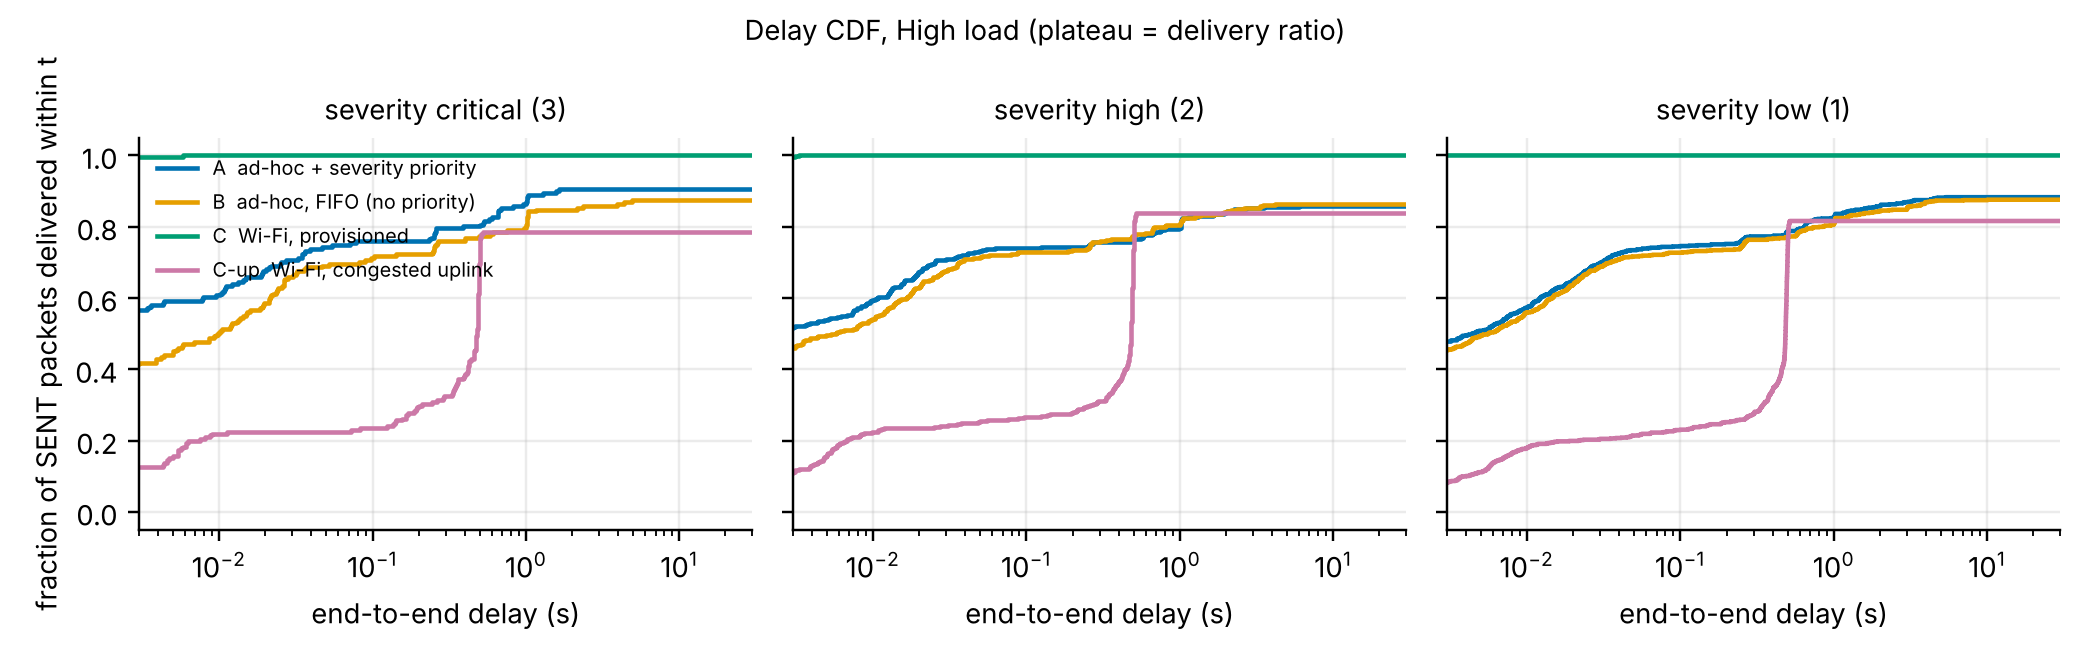 Delay CDF, High load (plateau = delivery ratio)
fraction of SENT packets delivered within t
severity critical (3)
1.0
0.8
0.6
0.4
0.2
0.0
A ad-hoc + severity priority
B ad-hoc, FIFO (no priority)
C Wi-Fi, provisioned
C-up Wi-Fi, congested uplink
10⁻² 10⁻¹ 10⁰ 10¹
end-to-end delay (s)
severity high (2)
10⁻² 10⁻¹ 10⁰ 10¹
end-to-end delay (s)
severity low (1)
10⁻² 10⁻¹ 10⁰ 10¹
end-to-end delay (s)